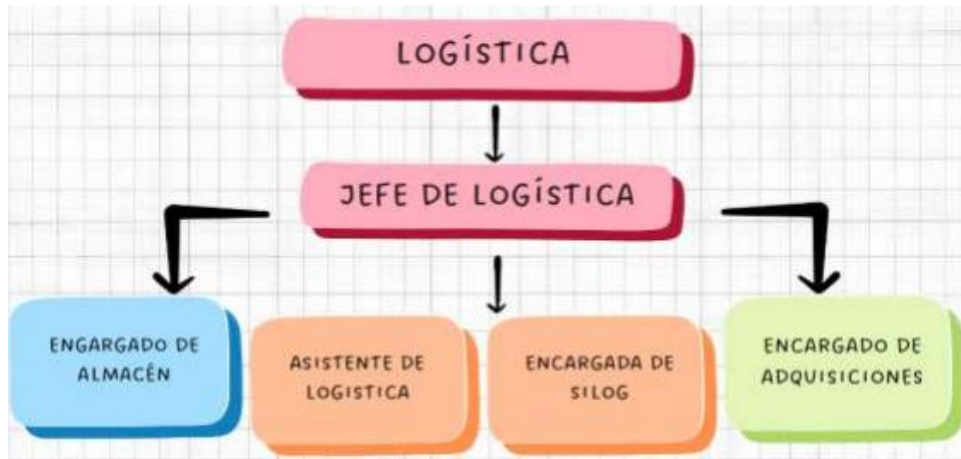 LOGÍSTICA
JEFE DE LOGÍSTICA
ENGARGADO DE
ALMACÉN
ASISTENTE DE
LOGISTICA
ENCARGADA DE
SILOG
ENCARGADO DE
ADQUISICIONES